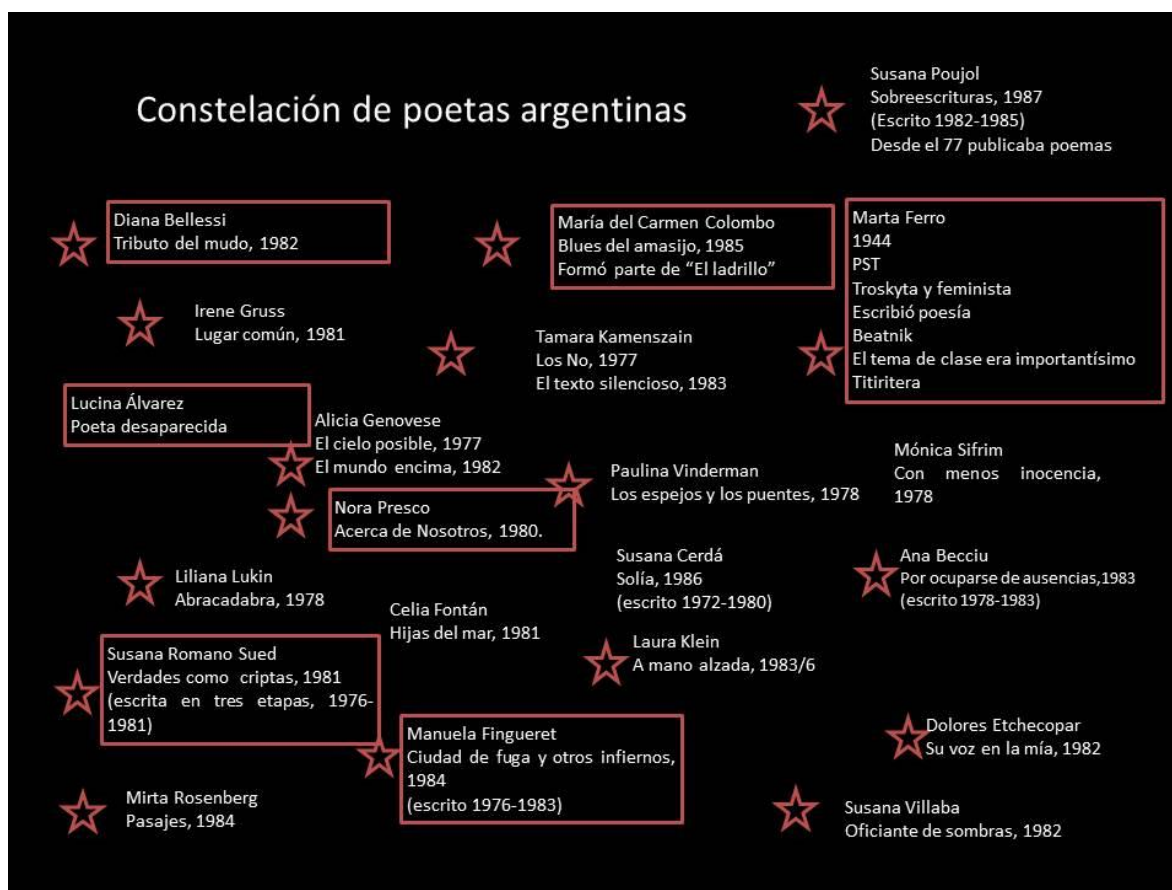 Constelación de poetas argentinas
Susana Poujol
Sobreescrituras, 1987
(Escrito 1982-1985)
Desde el 77 publicaba poemas
Diana Bellessi
Tributo del mudo, 1982
María del Carmen Colombo
Blues del amasijo, 1985
Formó parte de “El ladrillo”
Marta Ferro
1944
PST
Troskyta y feminista
Escribió poesía
Beatnik
El tema de clase era importantísimo
Titiritera
Irene Gruss
Lugar común, 1981
Tamara Kamenszain
Los No, 1977
El texto silencioso, 1983
Lucina Álvarez
Poeta desaparecida
Alicia Genovese
El cielo posible, 1977
El mundo encima, 1982
Paulina Vinderman
Los espejos y los puentes, 1978
Mónica Sifrim
Con menos inocencia,
1978
Nora Presco
Acerca de Nosotros, 1980.
Liliana Lukin
Abracadabra, 1978
Susana Cerdá
Solía, 1986
(escrito 1972-1980)
Ana Becciu
Por ocuparse de ausencias,1983
(escrito 1978-1983)
Celia Fontán
Hijas del mar, 1981
Laura Klein
A mano alzada, 1983/6
Susana Romano Sued
Verdades como criptas, 1981
(escrita en tres etapas, 1976-
1981)
Manuela Fingueret
Ciudad de fuga y otros infiernos,
1984
(escrito 1976-1983)
Dolores Etchecopar
Su voz en la mía, 1982
Mirta Rosenberg
Pasajes, 1984
Susana Villaba
Oficiante de sombras, 1982